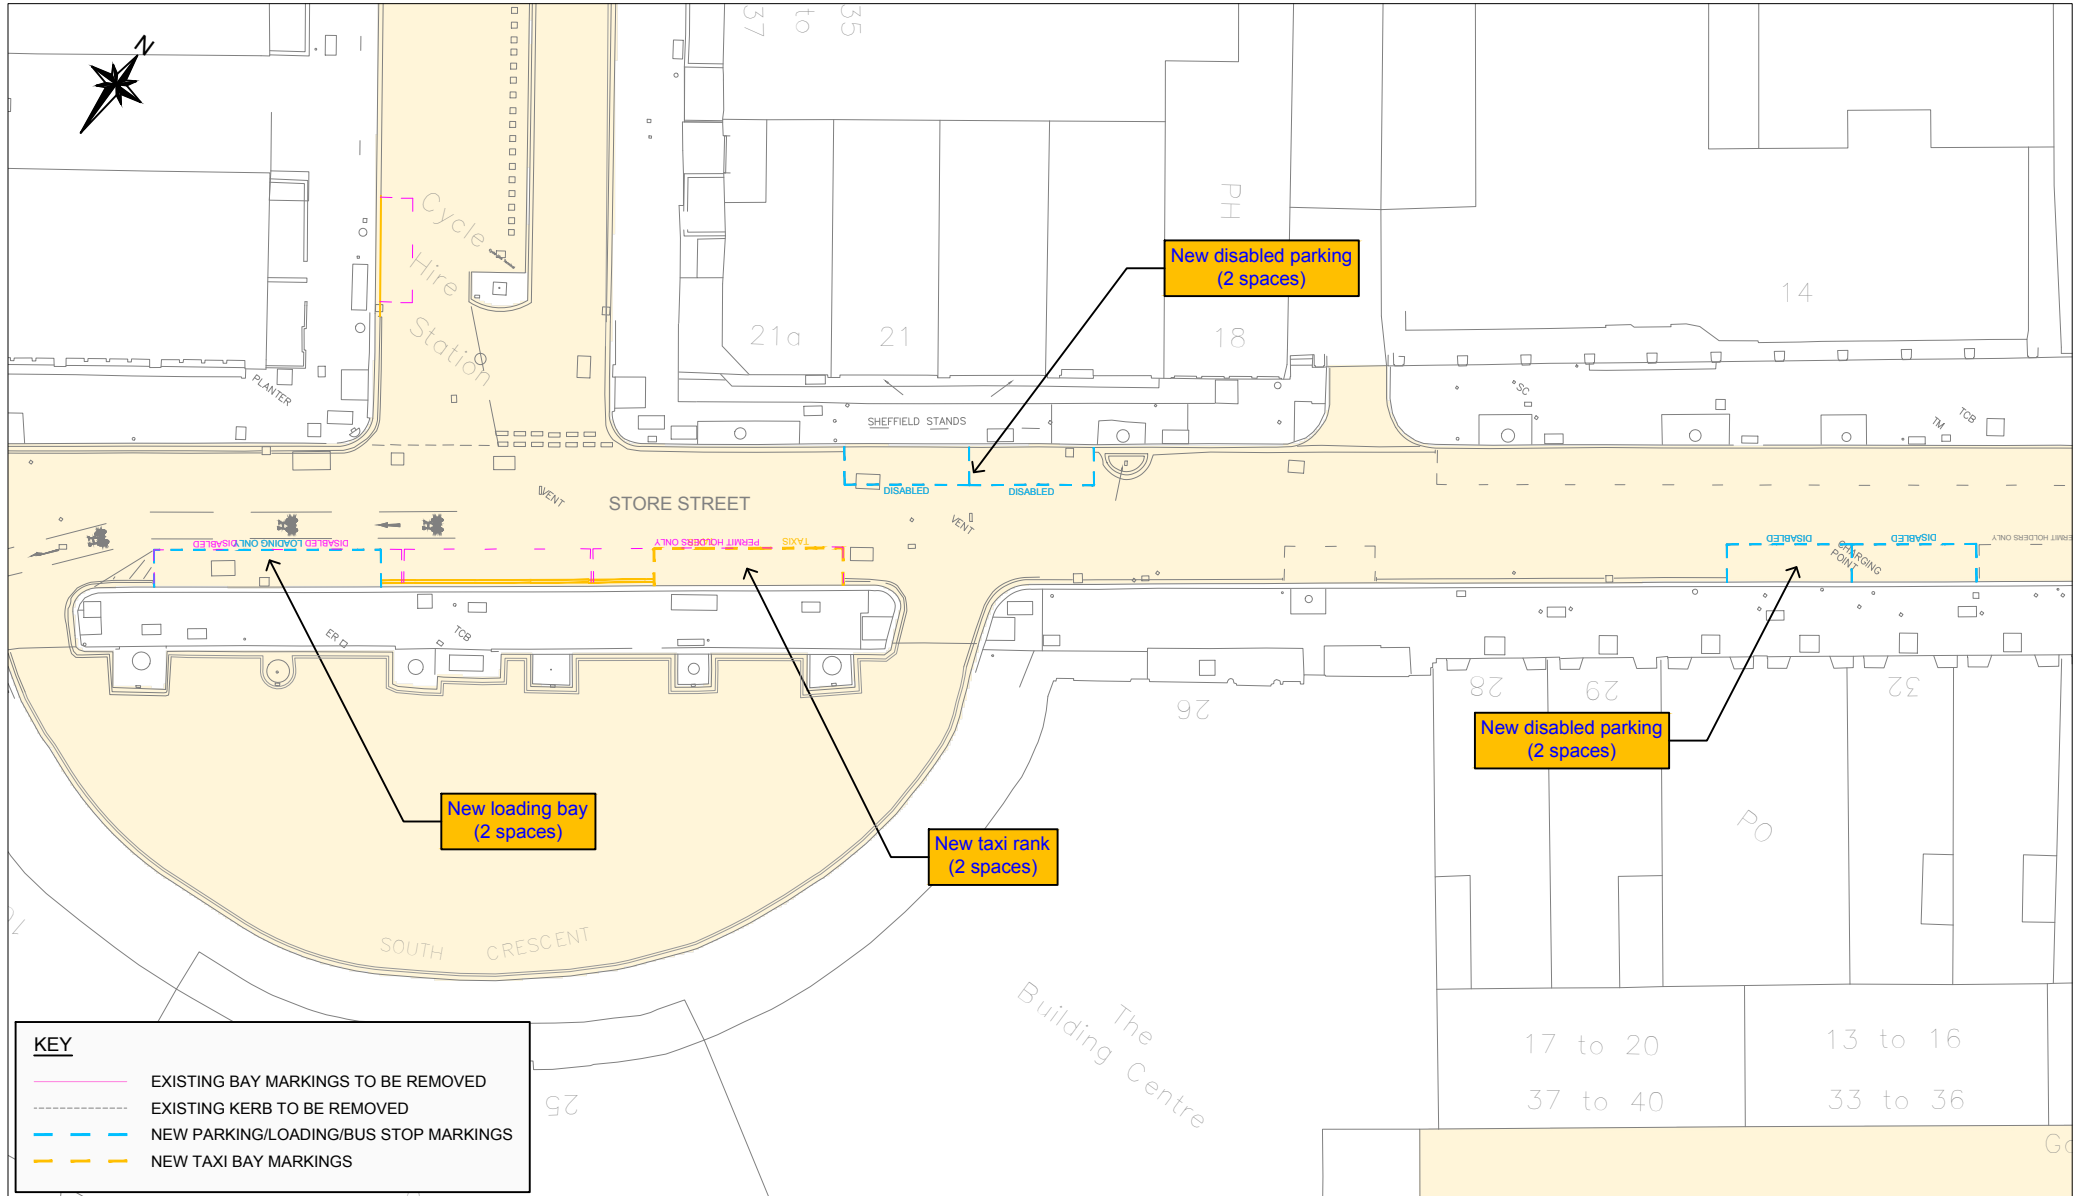 N
37
to
35
Cycle
Hire
Station
PH
New disabled parking
(2 spaces)
14
21a
21
18
PLANTER
SHEFFIELD STANDS
SC
TM
TCB
DISABLED
DISABLED
VENT
STORE STREET
VENT
DISABLED
LOADING ONLY
DISABLED
PERMIT HOLDERS ONLY
TAXIS
DISABLED
DISABLED
CHARGING
POINT
PERMIT HOLDERS ONLY
ER
TCB
26
28
29
32
New disabled parking
(2 spaces)
New loading bay
(2 spaces)
New taxi rank
(2 spaces)
PO
SOUTH CRESCENT
The
Building Centre
17 to 20
37 to 40
13 to 16
33 to 36
25
KEY
EXISTING BAY MARKINGS TO BE REMOVED
EXISTING KERB TO BE REMOVED
NEW PARKING/LOADING/BUS STOP MARKINGS
NEW TAXI BAY MARKINGS